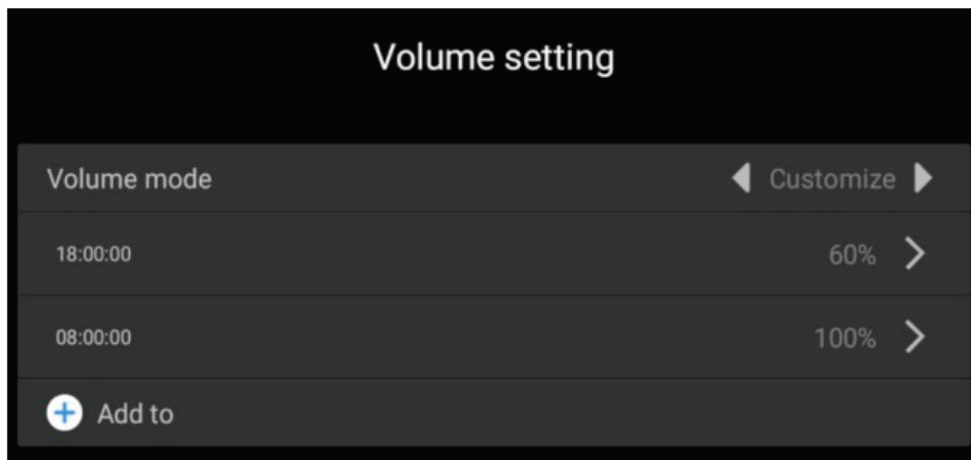 Volume setting
Volume mode Customize
18:00:00 60%
08:00:00 100%
Add to